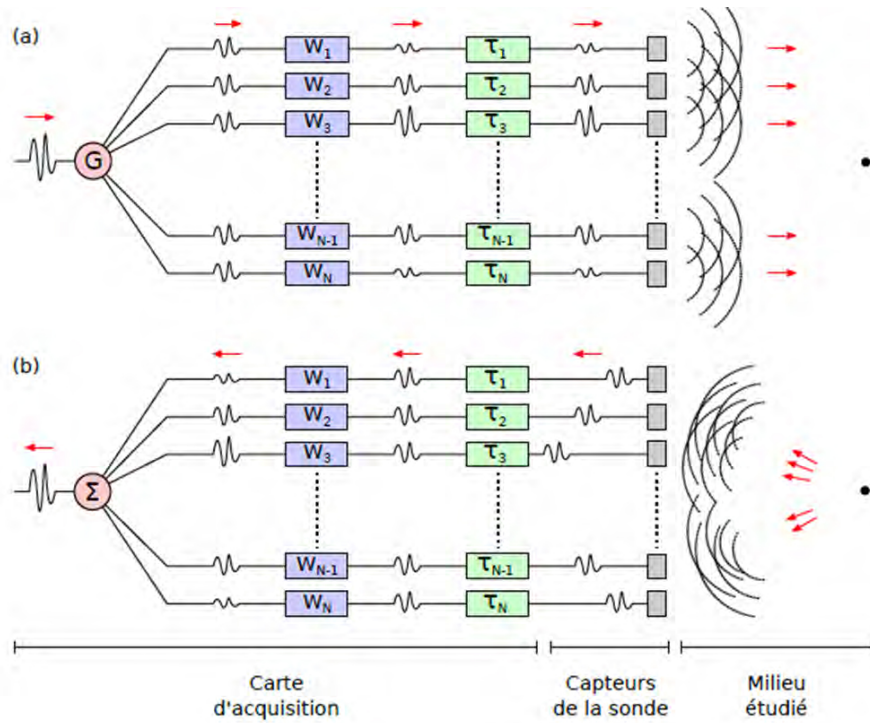 (a)
G
W1 τ1
W2 τ2
W3 τ3
WN-1 τN-1
WN τN
(b)
Σ
W1 τ1
W2 τ2
W3 τ3
WN-1 τN-1
WN τN
Carte
d'acquisition
Capteurs
de la sonde
Milieu
étudié